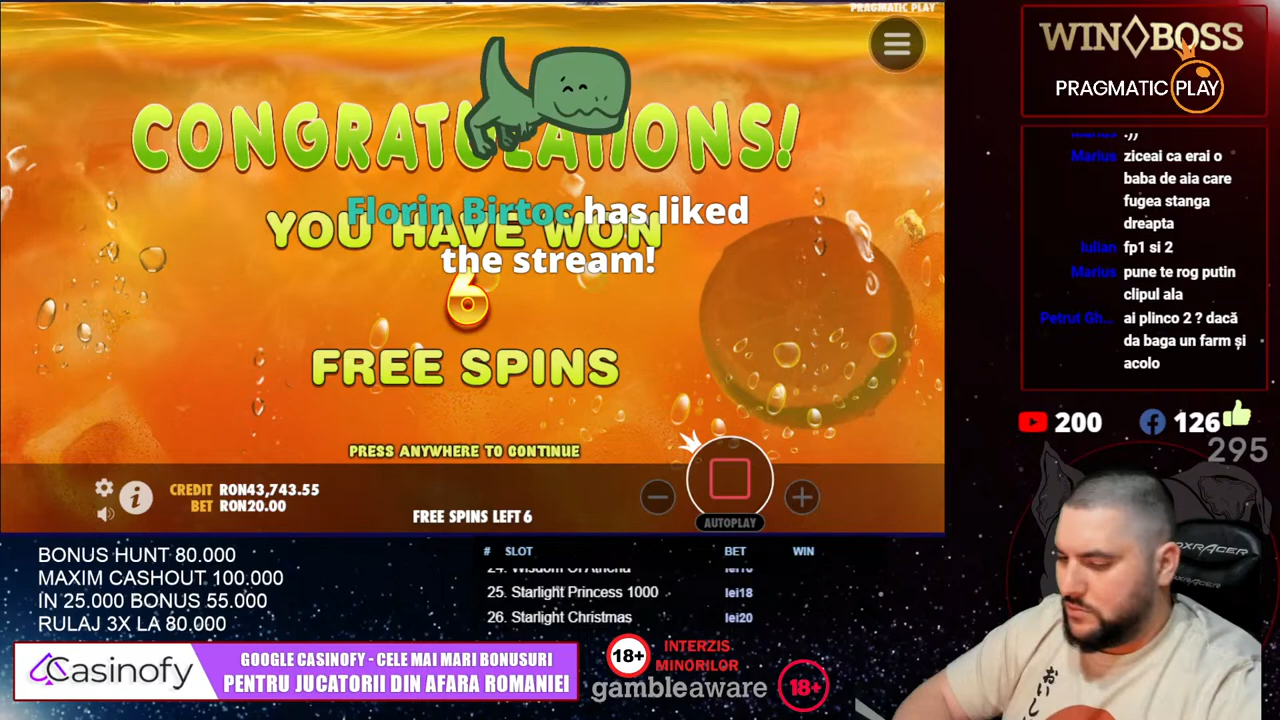 PRAGMATIC PLAY
CONGRATULATIONS!
Florin Birtoc has liked
the stream!
YOU HAVE WON
6
FREE SPINS
PRESS ANYWHERE TO CONTINUE
CREDIT RON43,743.55
BET RON20.00
FREE SPINS LEFT 6
AUTOPLAY
WIN BOSS
PRAGMATIC PLAY
Marius ziceai ca erai o
baba de aia care
fugea stanga
dreapta
Iulian fp1 si 2
Marius pune te rog putin
clipul ala
Petrut Gh... ai plinco 2 ? dacă
da baga un farm și
acolo
200
126
295
BONUS HUNT 80.000
MAXIM CASHOUT 100.000
IN 25.000 BONUS 55.000
RULAJ 3X LA 80.000
# SLOT BET WIN
25. Starlight Princess 1000 lei18
26. Starlight Christmas lei20
Casinofy
GOOGLE CASINOFY - CELE MAI MARI BONUSURI
PENTRU JUCATORII DIN AFARA ROMANIEI
18+
INTERZIS
MINORILOR
gambleaware
18+